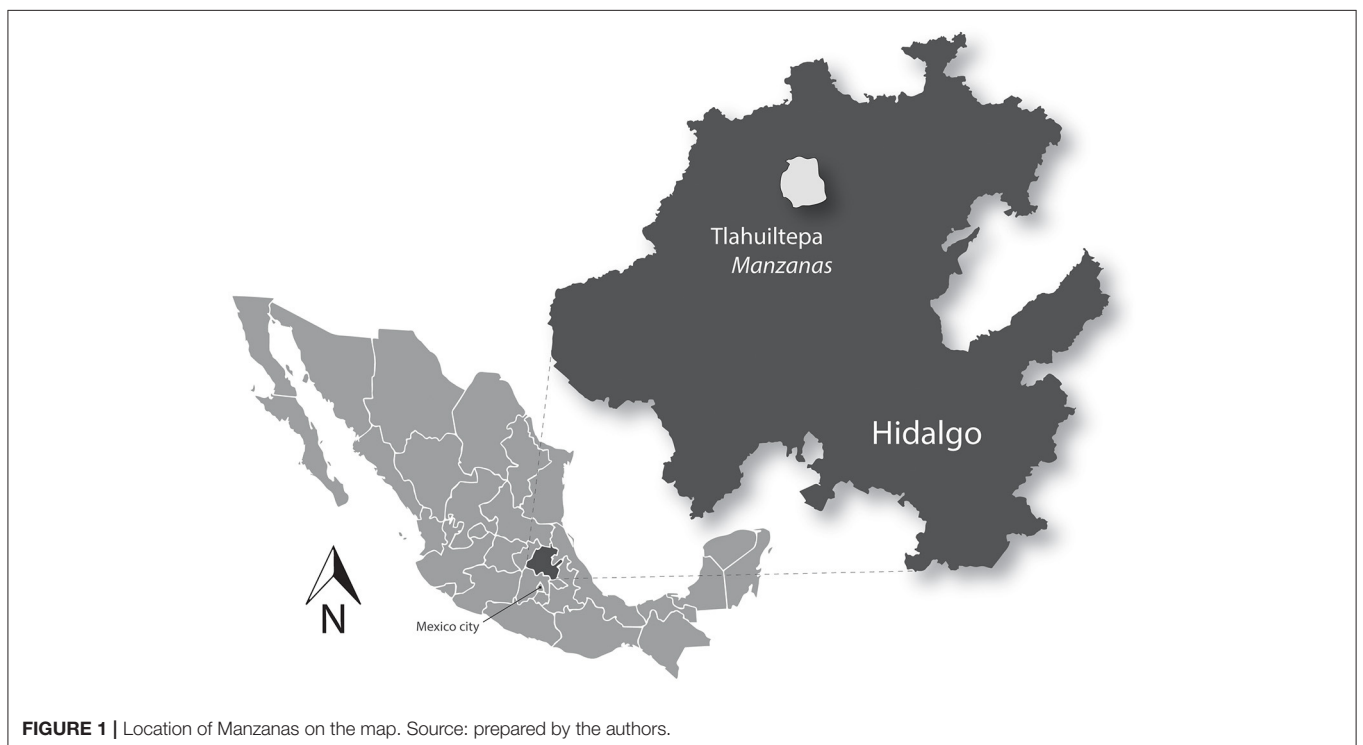 Tlahuiltepa
Manzanas
Hidalgo
Mexico city
N
FIGURE 1 | Location of Manzanas on the map. Source: prepared by the authors.